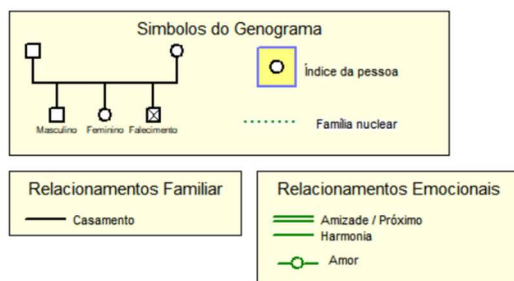 Simbolos do Genograma
Índice da pessoa
Masculino Feminino Falecimento
Família nuclear
Relacionamentos Familiar
Casamento
Relacionamentos Emocionais
Amizade / Próximo
Harmonia
Amor